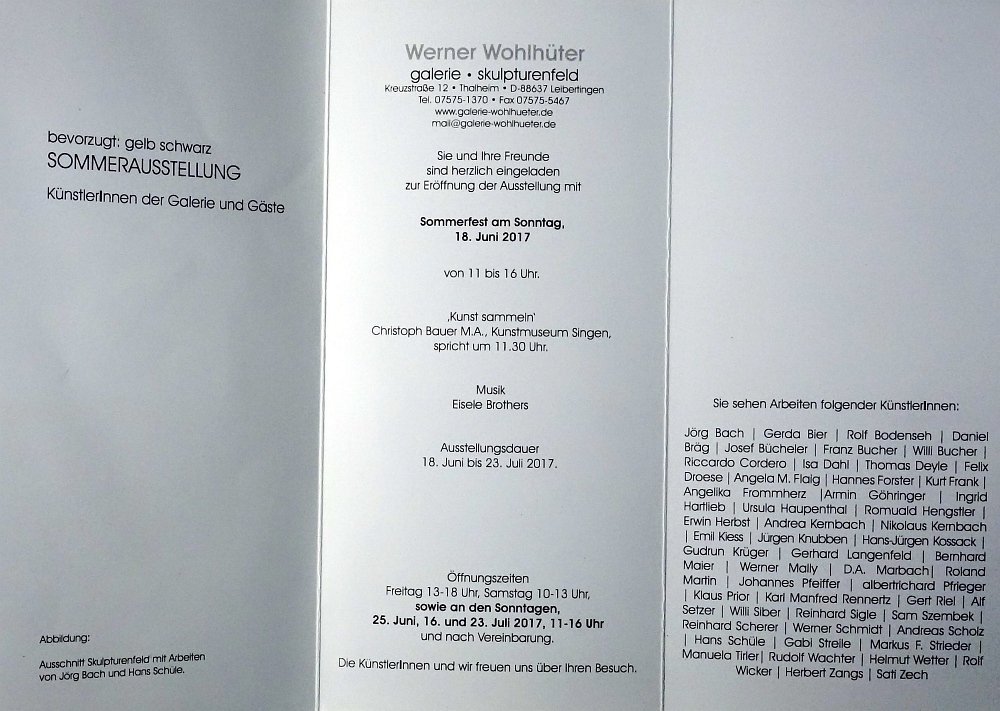 bevorzugt: gelb schwarz
SOMMERAUSSTELLUNG
KünstlerInnen der Galerie und Gäste
Abbildung:
Ausschnitt Skulpturenfeld mit Arbeiten
von Jörg Bach und Hans Schüle.
Werner Wohlhüter
galerie • skulpturenfeld
Kreuzstraße 12 • Thalheim • D-88637 Leibertingen
Tel. 07575-1370 • Fax 07575-5467
www.galerie-wohlhueter.de
mail@galerie-wohlhueter.de
Sie und Ihre Freunde
sind herzlich eingeladen
zur Eröffnung der Ausstellung mit
Sommerfest am Sonntag,
18. Juni 2017
von 11 bis 16 Uhr.
‚Kunst sammeln‘
Christoph Bauer M.A., Kunstmuseum Singen,
spricht um 11.30 Uhr.
Musik
Eisele Brothers
Ausstellungsdauer
18. Juni bis 23. Juli 2017.
Öffnungszeiten
Freitag 13-18 Uhr, Samstag 10-13 Uhr,
sowie an den Sonntagen,
25. Juni, 16. und 23. Juli 2017, 11-16 Uhr
und nach Vereinbarung.
Die KünstlerInnen und wir freuen uns über Ihren Besuch.
Sie sehen Arbeiten folgender KünstlerInnen:
Jörg Bach | Gerda Bier | Rolf Bodenseh | Daniel
Bräg | Josef Bücheler | Franz Bucher | Willi Bucher |
Riccardo Cordero | Isa Dahl | Thomas Deyle | Felix
Droese | Angela M. Flaig | Hannes Forster | Kurt Frank |
Angelika Frommherz |Armin Göhringer | Ingrid
Hartlieb | Ursula Haupenthal | Romuald Hengstler |
Erwin Herbst | Andrea Kernbach | Nikolaus Kernbach
| Emil Kiess | Jürgen Knubben | Hans-Jürgen Kossack |
Gudrun Krüger | Gerhard Langenfeld | Bernhard
Maier | Werner Mally | D.A. Marbach| Roland
Martin | Johannes Pfeiffer | albertrichard Pfrieger
| Klaus Prior | Karl Manfred Rennertz | Gert Riel | Alf
Setzer | Willi Siber | Reinhard Sigle | Sam Szembek |
Reinhard Scherer | Werner Schmidt | Andreas Scholz
| Hans Schüle | Gabi Streile | Markus F. Strieder |
Manuela Tirler| Rudolf Wachter | Helmut Wetter | Rolf
Wicker | Herbert Zangs | Sati Zech